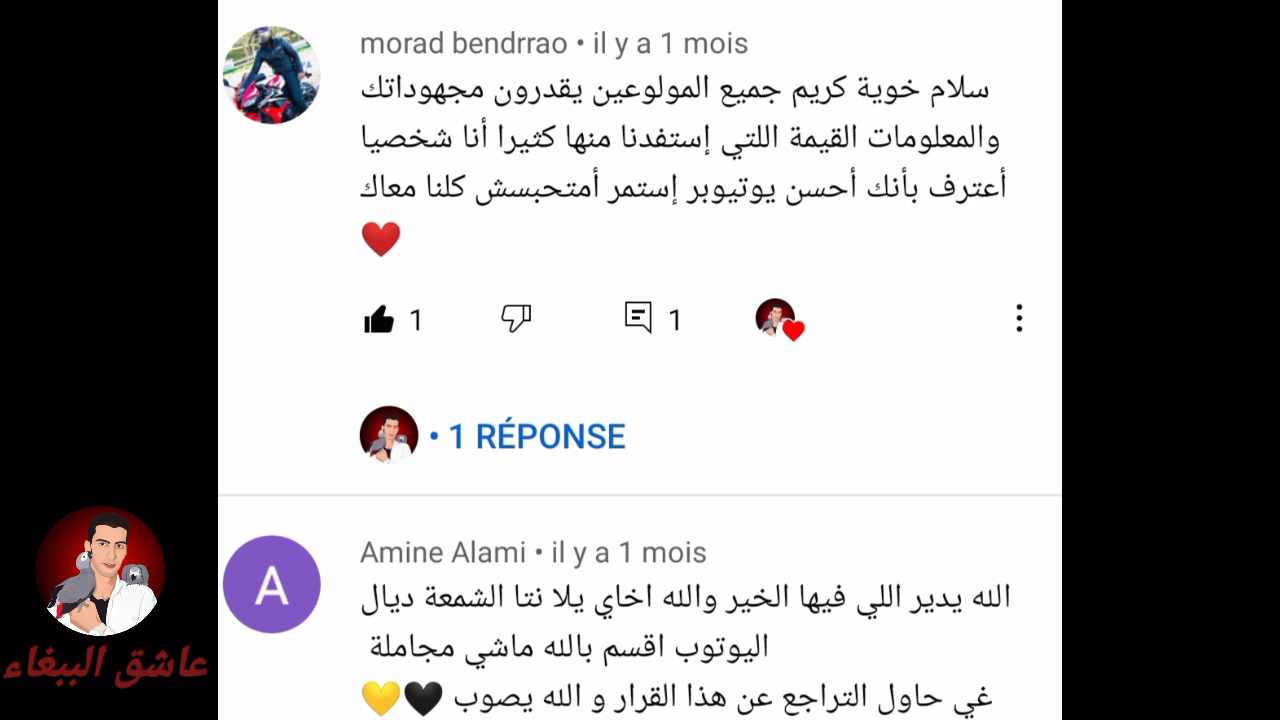 morad bendrrao • il y a 1 mois
سلام خوية كريم جميع المولوعين يقدرون مجهوداتك
والمعلومات القيمة اللتي إستفدنا منها كثيرا أنا شخصيا
أعترف بأنك أحسن يوتيوبر إستمر أمتحبسش كلنا معاك
❤️
1
1
• 1 RÉPONSE
A
Amine Alami • il y a 1 mois
الله يدير اللي فيها الخير والله اخاي يلا نتا الشمعة ديال
اليوتوب اقسم بالله ماشي مجاملة
غي حاول التراجع عن هذا القرار و الله يصوب 🖤💛
عاشق الببغاء